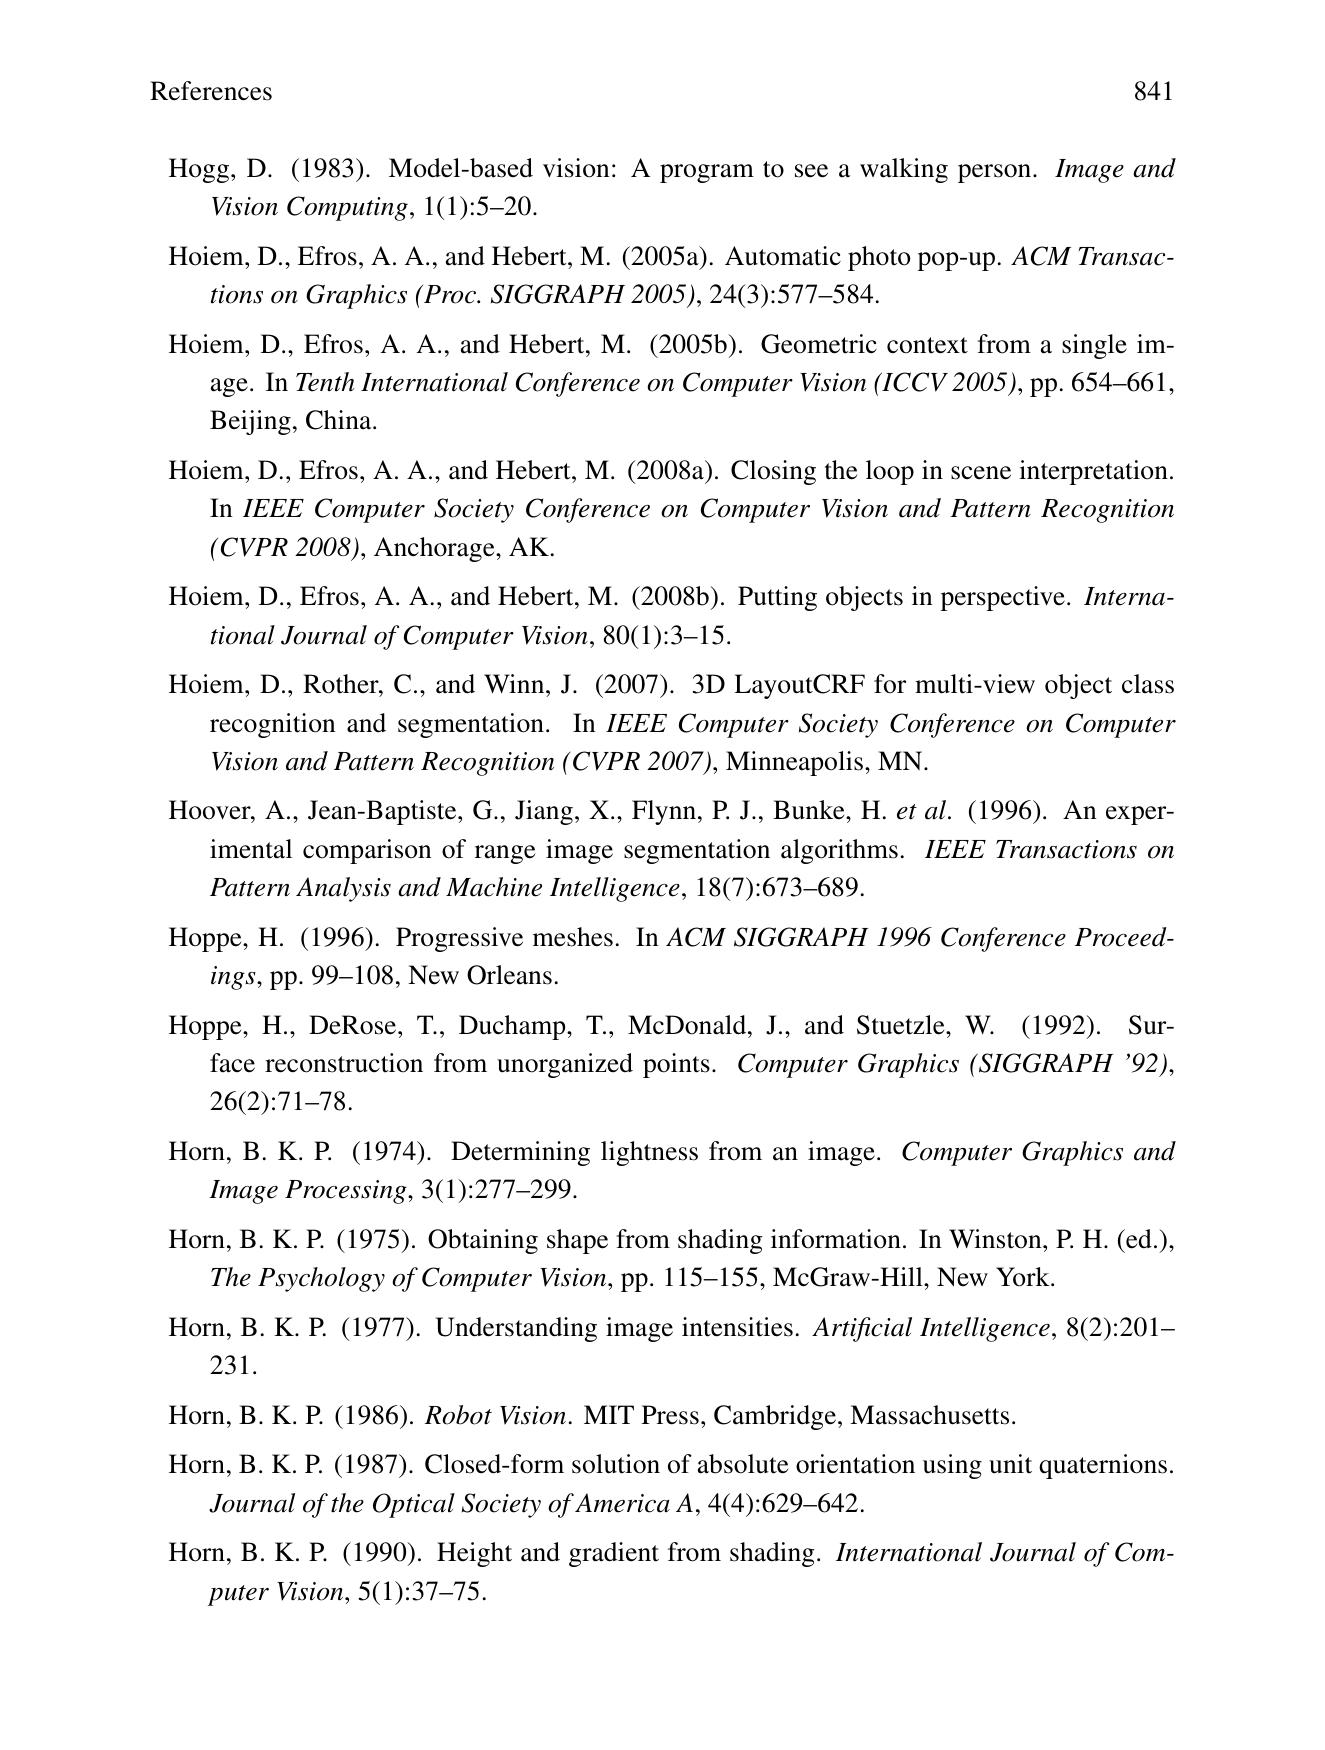 References 841
Hogg, D. (1983). Model-based vision: A program to see a walking person. Image and
Vision Computing, 1(1):5–20.
Hoiem, D., Efros, A. A., and Hebert, M. (2005a). Automatic photo pop-up. ACM Transac-
tions on Graphics (Proc. SIGGRAPH 2005), 24(3):577–584.
Hoiem, D., Efros, A. A., and Hebert, M. (2005b). Geometric context from a single im-
age. In Tenth International Conference on Computer Vision (ICCV 2005), pp. 654–661,
Beijing, China.
Hoiem, D., Efros, A. A., and Hebert, M. (2008a). Closing the loop in scene interpretation.
In IEEE Computer Society Conference on Computer Vision and Pattern Recognition
(CVPR 2008), Anchorage, AK.
Hoiem, D., Efros, A. A., and Hebert, M. (2008b). Putting objects in perspective. Interna-
tional Journal of Computer Vision, 80(1):3–15.
Hoiem, D., Rother, C., and Winn, J. (2007). 3D LayoutCRF for multi-view object class
recognition and segmentation. In IEEE Computer Society Conference on Computer
Vision and Pattern Recognition (CVPR 2007), Minneapolis, MN.
Hoover, A., Jean-Baptiste, G., Jiang, X., Flynn, P. J., Bunke, H. et al. (1996). An exper-
imental comparison of range image segmentation algorithms. IEEE Transactions on
Pattern Analysis and Machine Intelligence, 18(7):673–689.
Hoppe, H. (1996). Progressive meshes. In ACM SIGGRAPH 1996 Conference Proceed-
ings, pp. 99–108, New Orleans.
Hoppe, H., DeRose, T., Duchamp, T., McDonald, J., and Stuetzle, W. (1992). Sur-
face reconstruction from unorganized points. Computer Graphics (SIGGRAPH ’92),
26(2):71–78.
Horn, B. K. P. (1974). Determining lightness from an image. Computer Graphics and
Image Processing, 3(1):277–299.
Horn, B. K. P. (1975). Obtaining shape from shading information. In Winston, P. H. (ed.),
The Psychology of Computer Vision, pp. 115–155, McGraw-Hill, New York.
Horn, B. K. P. (1977). Understanding image intensities. Artificial Intelligence, 8(2):201–
231.
Horn, B. K. P. (1986). Robot Vision. MIT Press, Cambridge, Massachusetts.
Horn, B. K. P. (1987). Closed-form solution of absolute orientation using unit quaternions.
Journal of the Optical Society of America A, 4(4):629–642.
Horn, B. K. P. (1990). Height and gradient from shading. International Journal of Com-
puter Vision, 5(1):37–75.